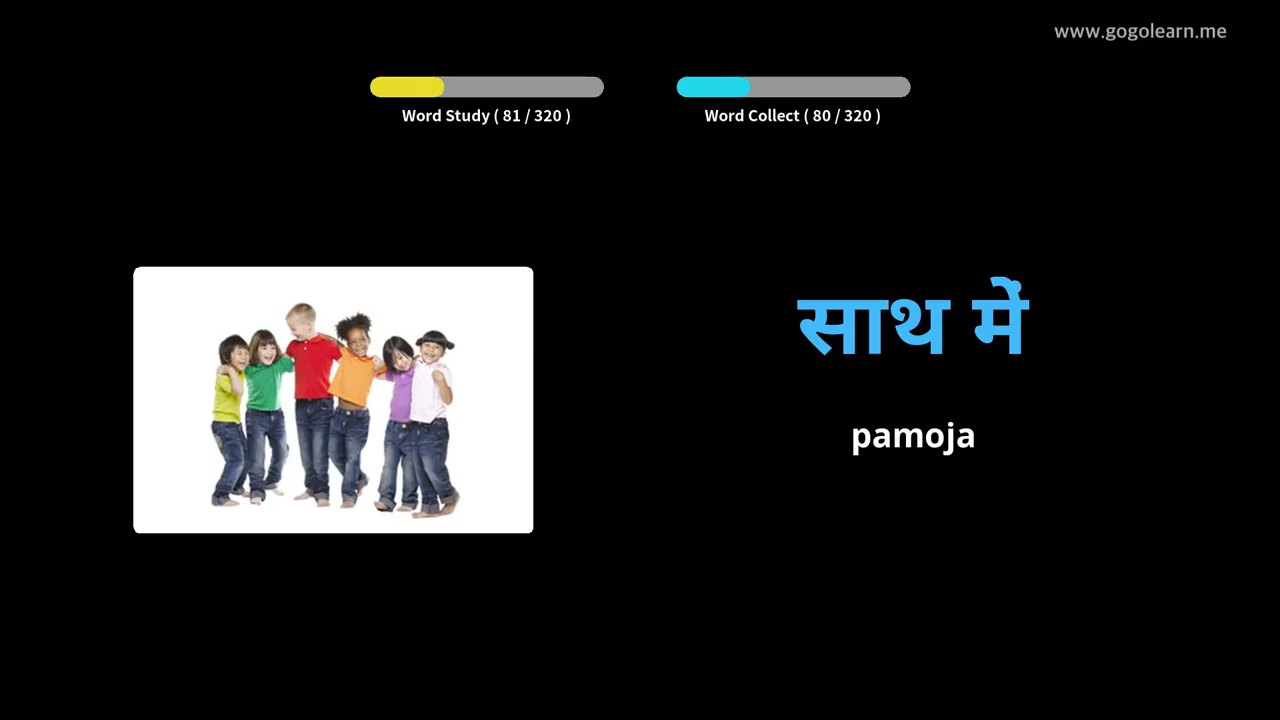 www.gogolearn.me
Word Study ( 81 / 320 )
Word Collect ( 80 / 320 )
साथ में
pamoja